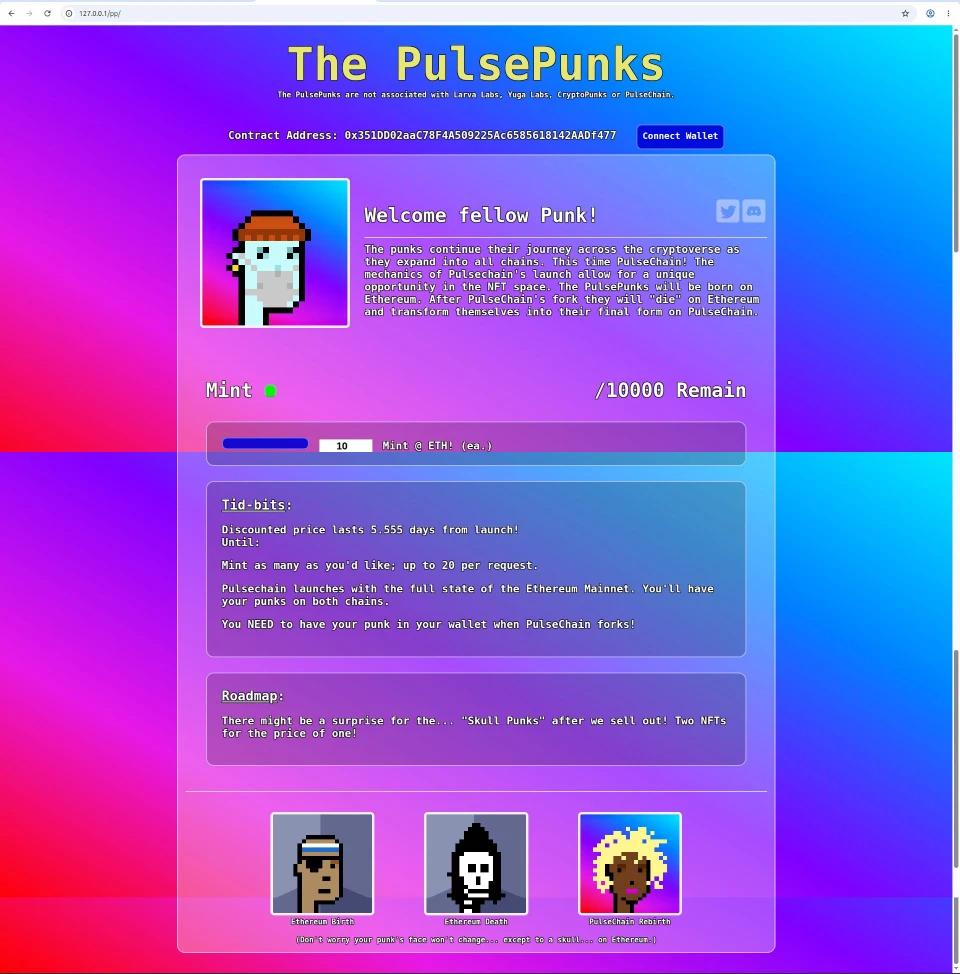 127.0.0.1/pp/
The PulsePunks
The PulsePunks are not associated with Larva Labs, Yuga Labs, CryptoPunks or PulseChain.
Contract Address: 0x351DD02aaC78F4A509225Ac6585618142AADf477
Connect Wallet
Welcome fellow Punk!
The punks continue their journey across the cryptoverse as
they expand into all chains. This time PulseChain! The
mechanics of Pulsechain's launch allow for a unique
opportunity in the NFT space. The PulsePunks will be born on
Ethereum. After PulseChain's fork they will "die" on Ethereum
and transform themselves into their final form on PulseChain.
Mint
/10000 Remain
10
Mint @ ETH! (ea.)
Tid-bits:
Discounted price lasts 5.555 days from launch!
Until:
Mint as many as you'd like; up to 20 per request.
Pulsechain launches with the full state of the Ethereum Mainnet. You'll have
your punks on both chains.
You NEED to have your punk in your wallet when PulseChain forks!
Roadmap:
There might be a surprise for the... "Skull Punks" after we sell out! Two NFTs
for the price of one!
Ethereum Birth
Ethereum Death
PulseChain Rebirth
(Don't worry your punk's face won't change... except to a skull... on Ethereum.)